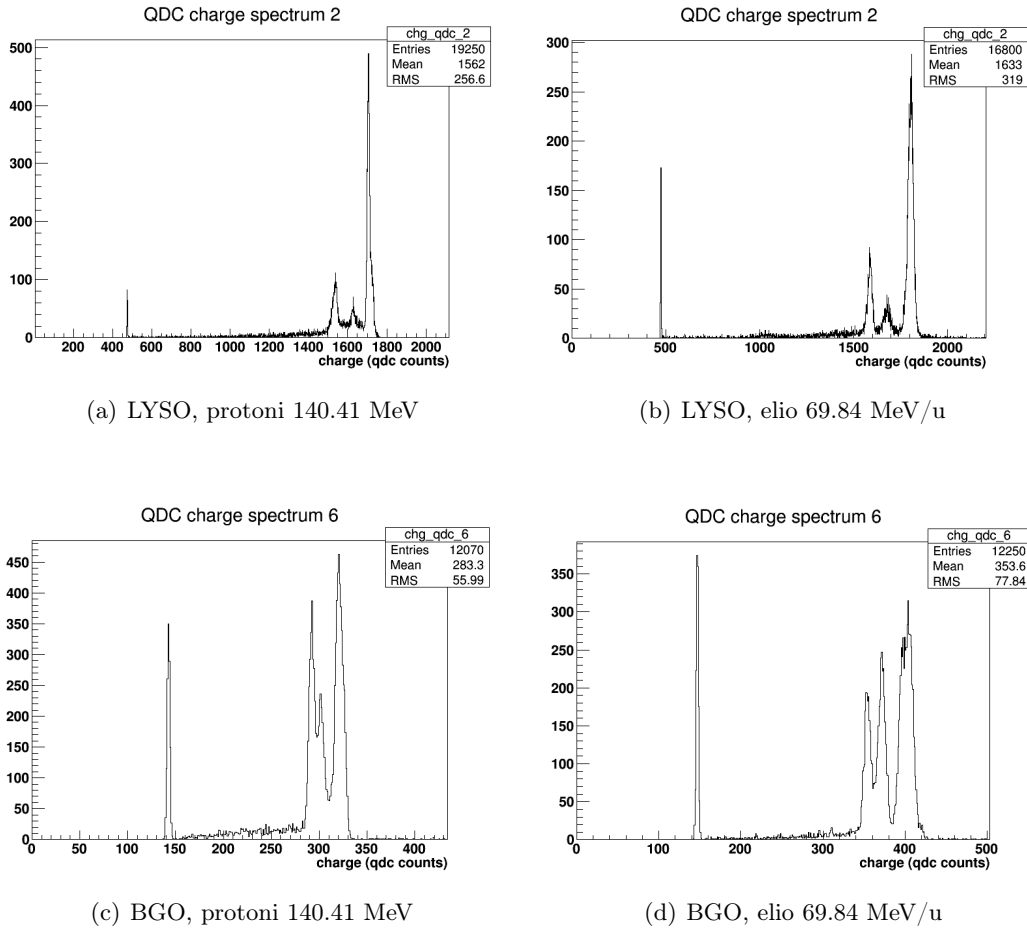 QDC charge spectrum 2
chg_qdc_2
Entries 19250
Mean 1562
RMS 256.6
500
400
300
200
100
0
200 400 600 800 1000 1200 1400 1600 1800 2000
charge (qdc counts)
(a) LYSO, protoni 140.41 MeV
QDC charge spectrum 2
chg_qdc_2
Entries 16800
Mean 1633
RMS 319
300
250
200
150
100
50
0
0 500 1000 1500 2000
charge (qdc counts)
(b) LYSO, elio 69.84 MeV/u
QDC charge spectrum 6
chg_qdc_6
Entries 12070
Mean 283.3
RMS 55.99
450
400
350
300
250
200
150
100
50
0
0 50 100 150 200 250 300 350 400
charge (qdc counts)
(c) BGO, protoni 140.41 MeV
QDC charge spectrum 6
chg_qdc_6
Entries 12250
Mean 353.6
RMS 77.84
350
300
250
200
150
100
50
0
0 100 200 300 400 500
charge (qdc counts)
(d) BGO, elio 69.84 MeV/u